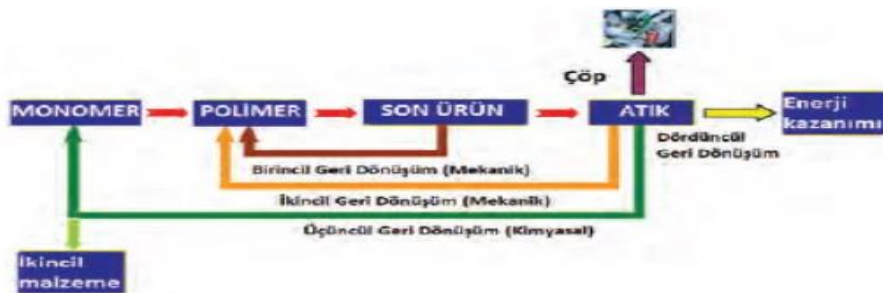 Çöp
MONOMER
POLİMER
SON ÜRÜN
ATIK
Enerji
kazanımı
Dördüncül
Geri Dönüşüm
Birincil Geri Dönüşüm (Mekanik)
İkincil Geri Dönüşüm (Mekanik)
Üçüncül Geri Dönüşüm (Kimyasal)
İkincil
malzeme